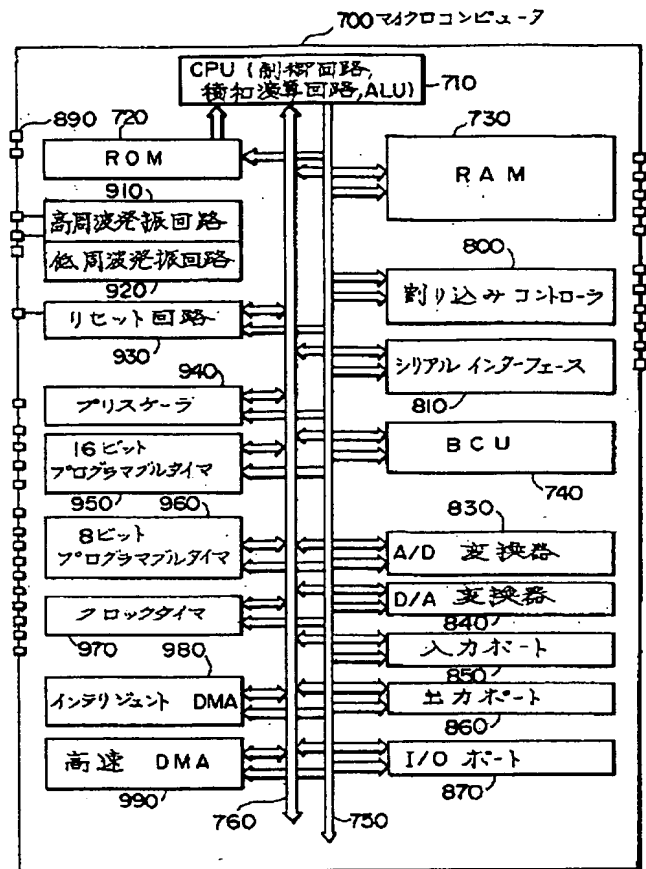 700 マイクロコンピュータ
CPU (制御回路,
積和演算回路,ALU)
710
890
720
ROM
730
RAM
910
高周波発振回路
低周波発振回路
920
800
割り込みコントローラ
リセット回路
930
シリアルインターフェース
810
940
プリスケーラ
BCU
740
16ビット
プログラマブルタイマ
950
960
8ビット
プログラマブルタイマ
830
A/D 変換器
D/A 変換器
840
クロックタイマ
970
入力ポート
850
980
インテリジェント DMA
出力ポート
860
高速 DMA
990
I/O ポート
870
760
750